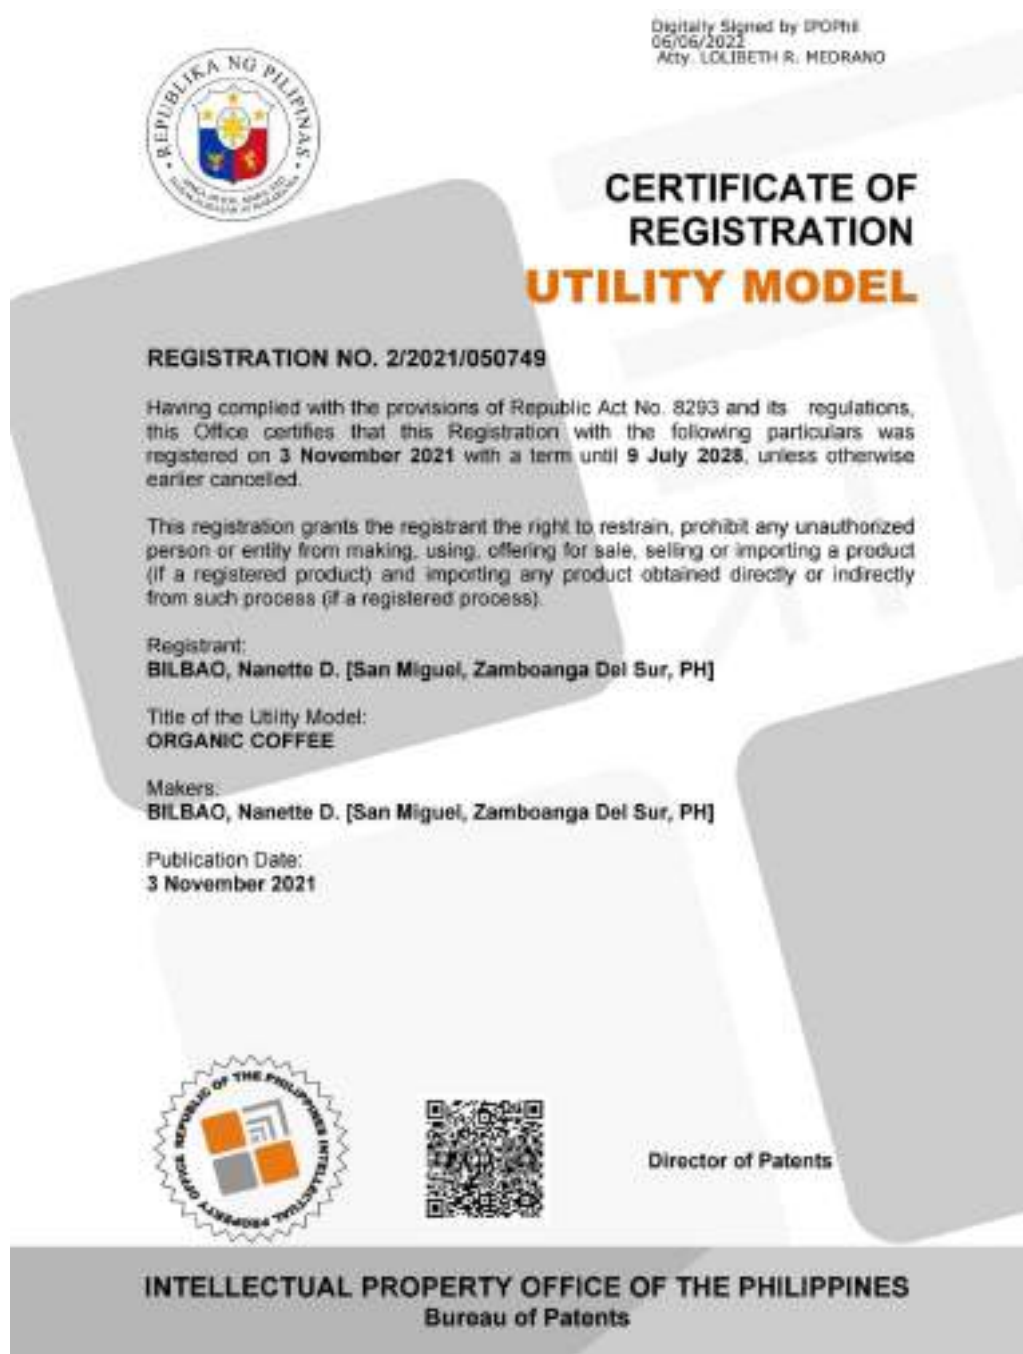 Digitally Signed by IPOPhil
06/06/2022
Atty. LOLIBETH R. MEDRANO
REPUBLIKA NG PILIPINAS
CERTIFICATE OF
REGISTRATION
UTILITY MODEL
REGISTRATION NO. 2/2021/050749
Having complied with the provisions of Republic Act No. 8293 and its regulations,
this Office certifies that this Registration with the following particulars was
registered on 3 November 2021 with a term until 9 July 2028, unless otherwise
earlier cancelled.
This registration grants the registrant the right to restrain, prohibit any unauthorized
person or entity from making, using, offering for sale, selling or importing a product
(if a registered product) and importing any product obtained directly or indirectly
from such process (if a registered process).
Registrant:
BILBAO, Nanette D. [San Miguel, Zamboanga Del Sur, PH]
Title of the Utility Model:
ORGANIC COFFEE
Makers:
BILBAO, Nanette D. [San Miguel, Zamboanga Del Sur, PH]
Publication Date:
3 November 2021
REPUBLIC OF THE PHILIPPINES INTELLECTUAL PROPERTY OFFICE
Director of Patents
INTELLECTUAL PROPERTY OFFICE OF THE PHILIPPINES
Bureau of Patents